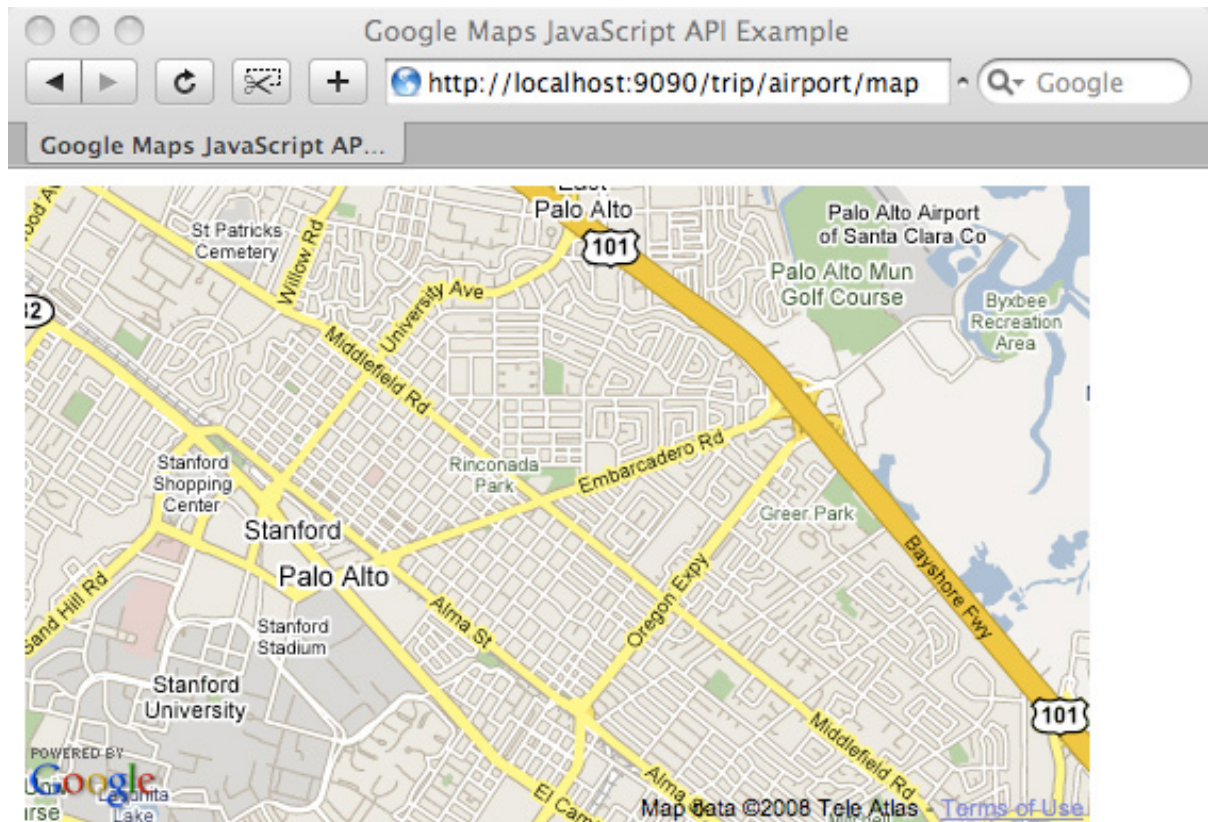 Google Maps JavaScript API Example
http://localhost:9090/trip/airport/map
Google
Google Maps JavaScript AP...
East
Palo Alto
101
Palo Alto Airport
of Santa Clara Co
St Patricks
Cemetery
Willow Rd
University Ave
Palo Alto Mun
Golf Course
Byxbee
Recreation
Area
Middlefield Rd
Embarcadero Rd
Rinconada
Park
Stanford
Shopping
Center
Greer Park
Stanford
Palo Alto
Bayshore Fwy
Oregon Expy
Sand Hill Rd
Alma St
Stanford
Stadium
Stanford
University
101
Middlefield Rd
POWERED BY
Google
Lake
El Cam
Alma
Map data ©2008 Tele Atlas - Terms of Use